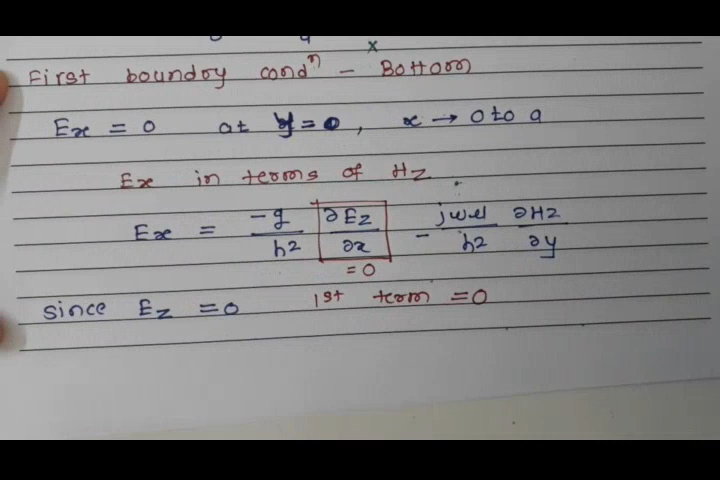 x
First boundry condⁿ - Bottom
Ex = 0 at y = 0, x → 0 to a
Ex in terms of Hz
Ex = -g/h2 ∂Ez/∂x - jωμ/h2 ∂Hz/∂y
= 0
since Ez = 0 1st term = 0